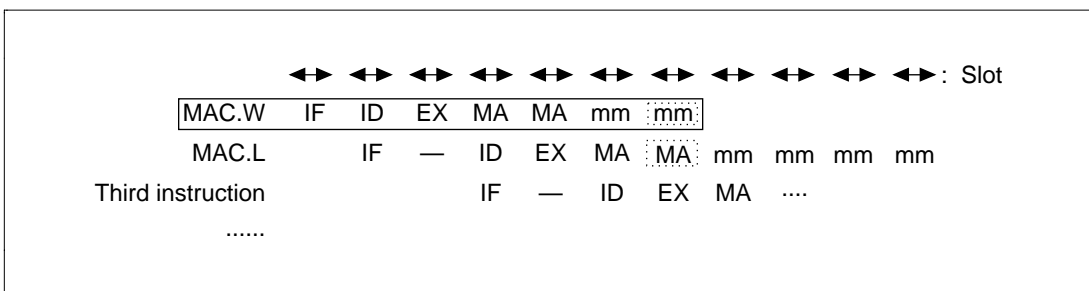 : Slot
MAC.W IF ID EX MA MA mm mm
MAC.L IF — ID EX MA MA mm mm mm mm
Third instruction IF — ID EX MA ....
......